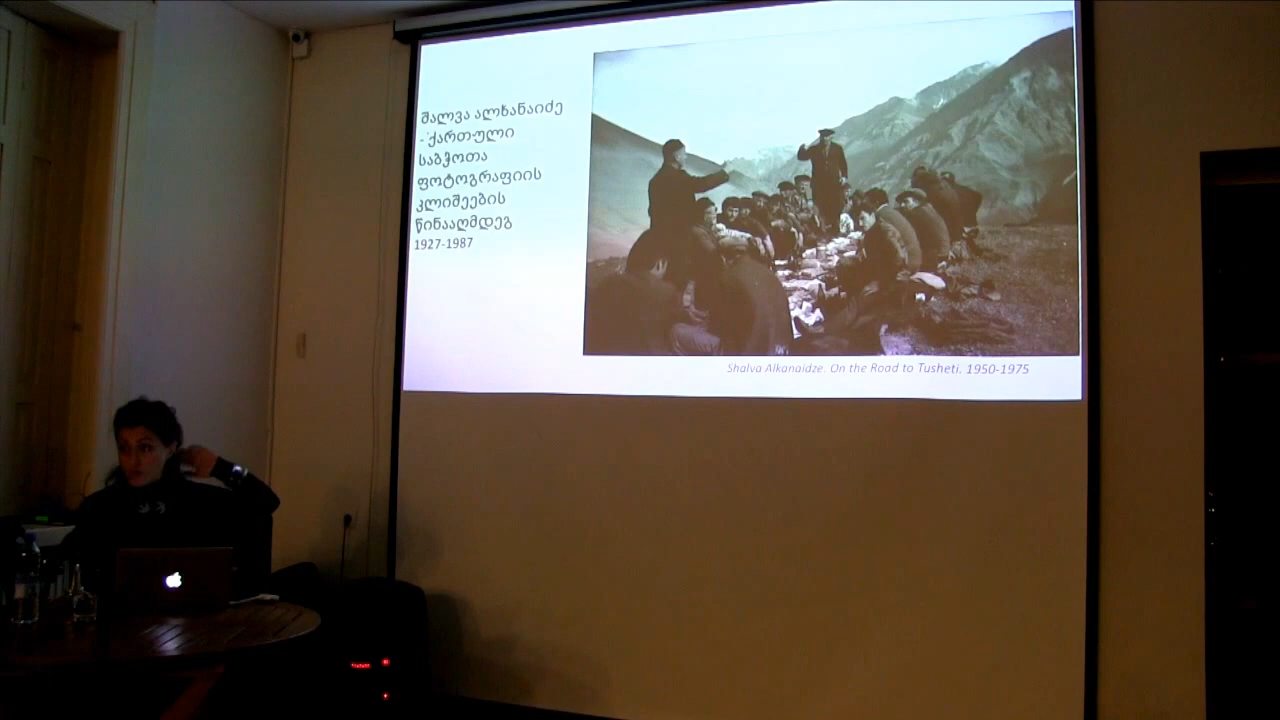 შალვა ალხანაიძე
- ქართული
საბჭოთა
ფოტოგრაფიის
კლიშეების
წინააღმდეგ
1927-1987
Shalva Alkanaidze. On the Road to Tusheti. 1950-1975